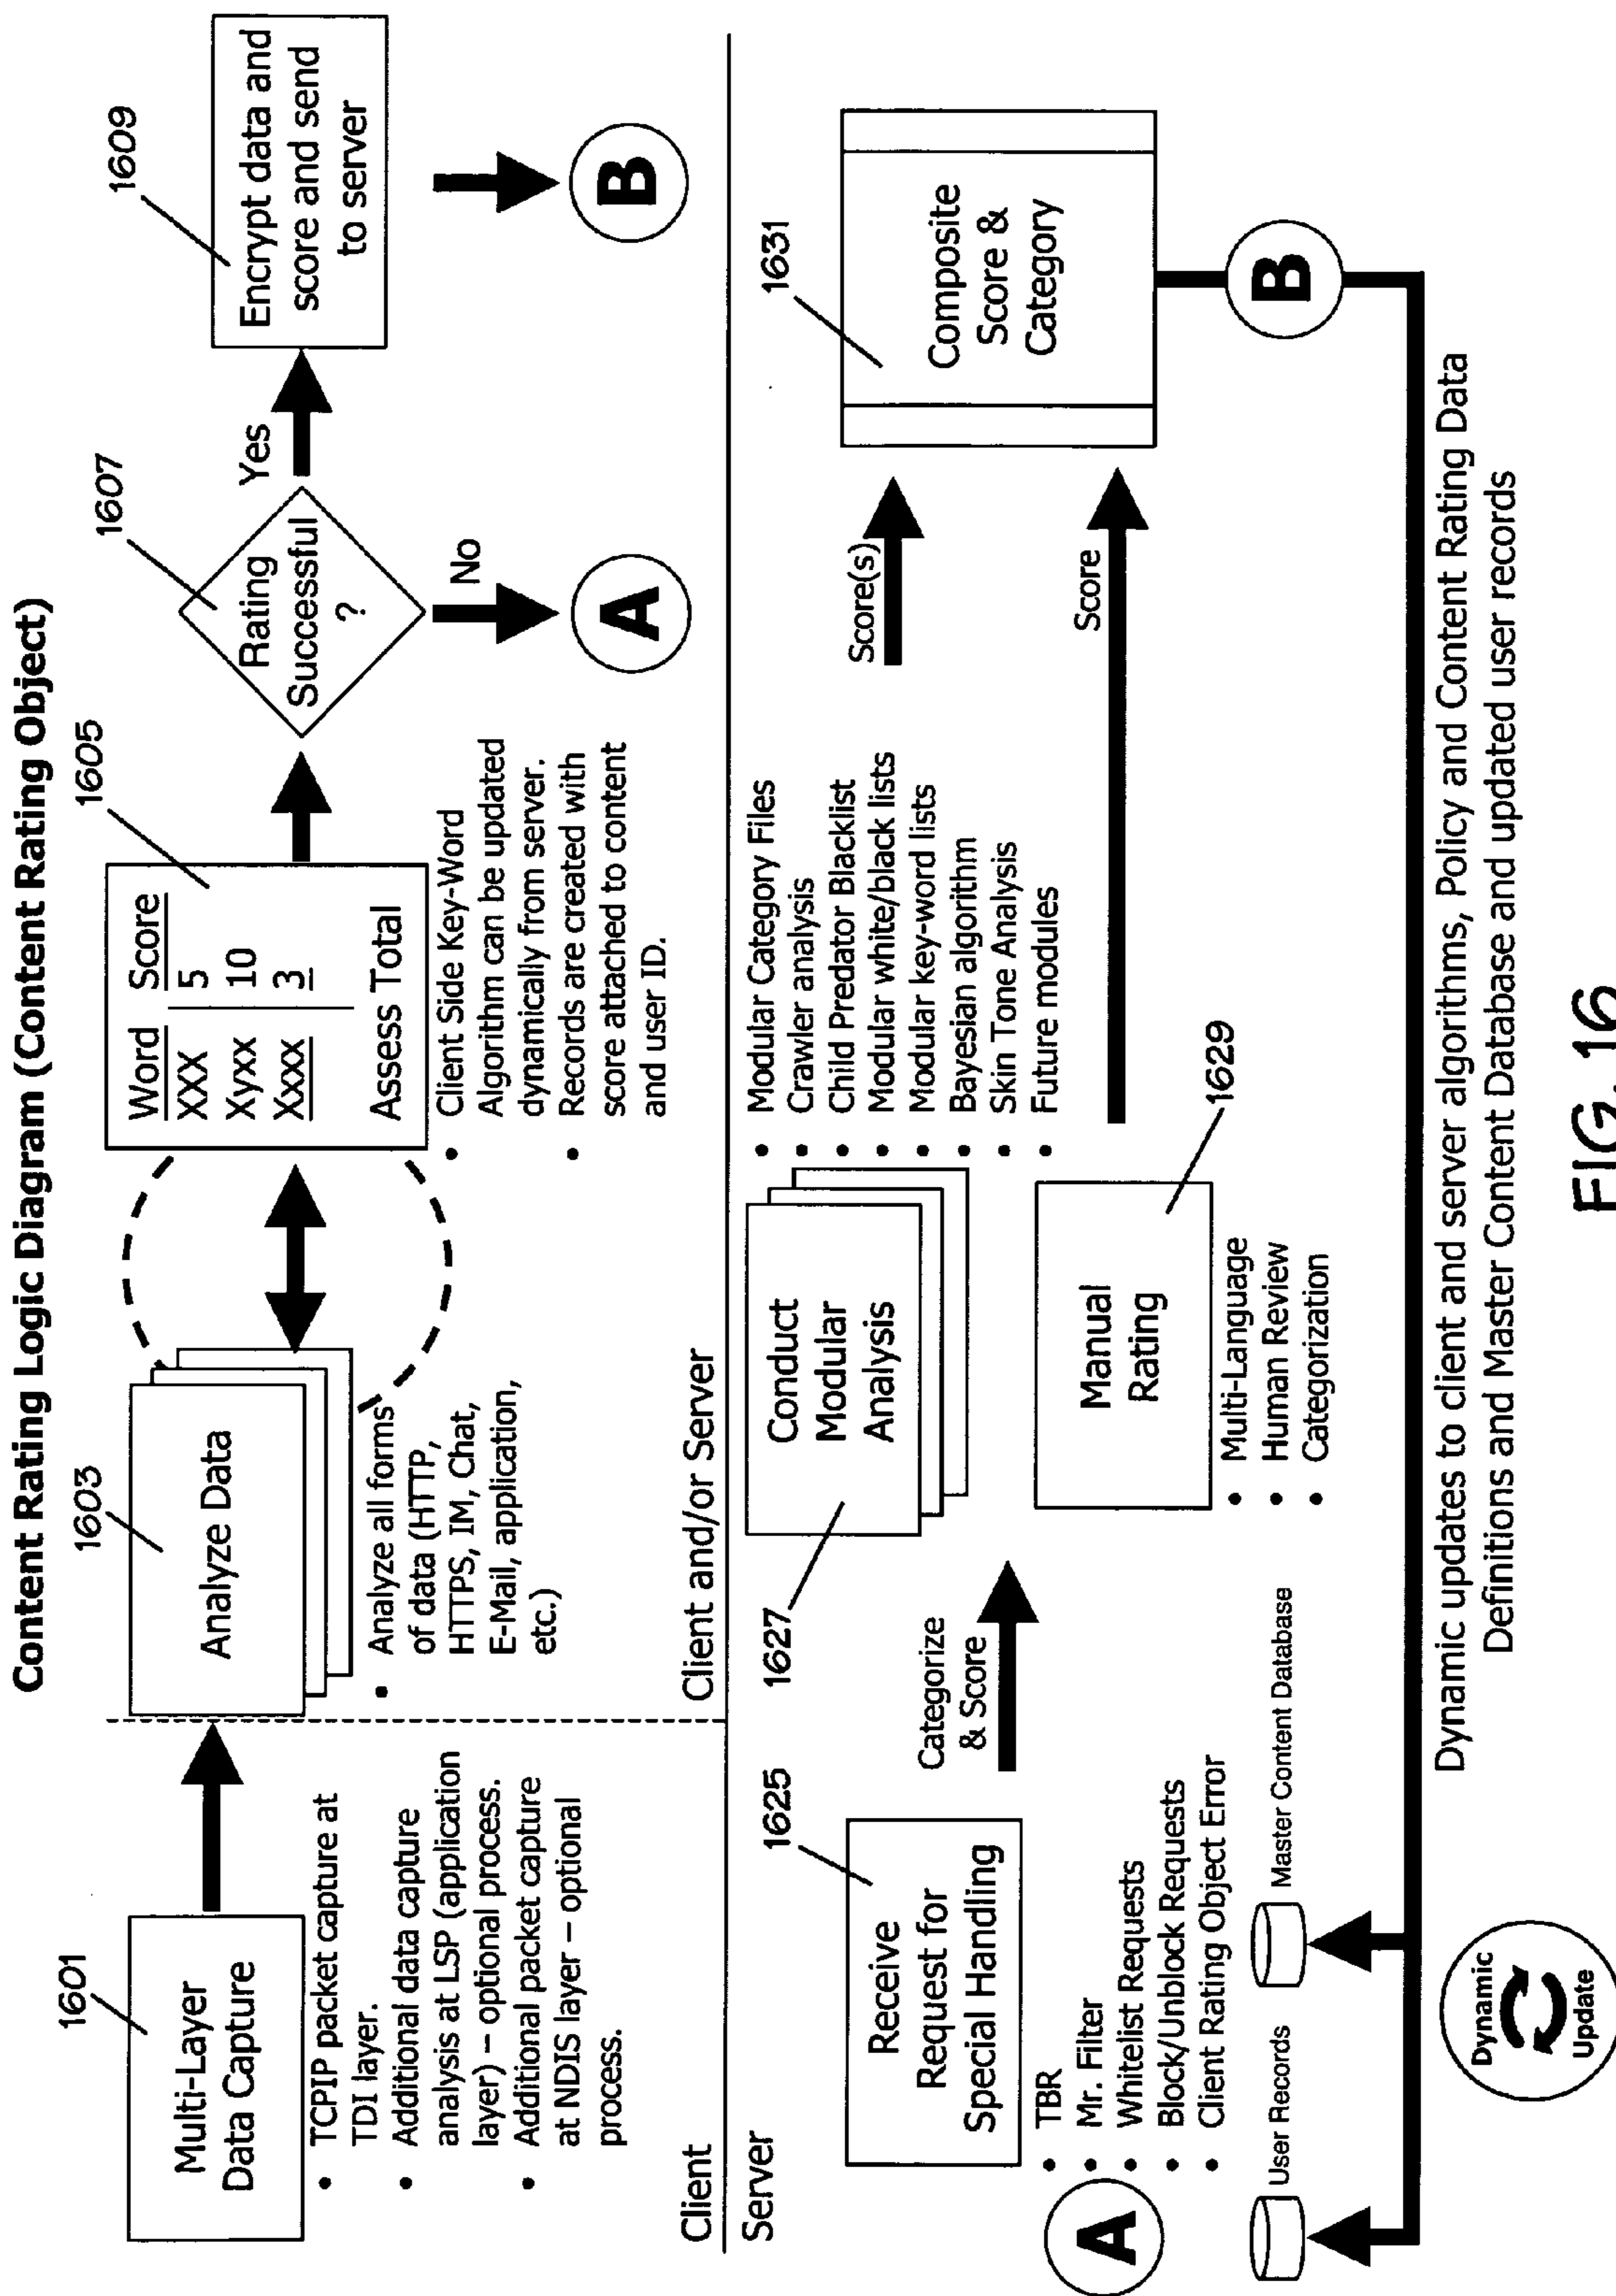 Content Rating Logic Diagram (Content Rating Object)
1601
Multi-Layer
Data Capture
• TCPIP packet capture at
TDI layer.
• Additional data capture
analysis at LSP (application
layer) – optional process.
• Additional packet capture
at NDIS layer – optional
process.
Client
1603
Analyze Data
• Analyze all forms
of data (HTTP,
HTTPS, IM, Chat,
E-Mail, application,
etc.)
Client and/or Server
1605
Word Score
XXX 5
Xyxx 10
Xxxx 3
Assess Total
• Client Side Key-Word
Algorithm can be updated
dynamically from server.
• Records are created with
score attached to content
and user ID.
1607
Rating
Successful
?
Yes
No
A
1609
Encrypt data and
score and send
to server
B
Server
1625
Receive
Request for
Special Handling
• TBR
• Mr. Filter
• Whitelist Requests
• Block/Unblock Requests
• Client Rating Object Error
A
Categorize
& Score
1627
Conduct
Modular
Analysis
• Modular Category Files
• Crawler analysis
• Child Predator Blacklist
• Modular white/black lists
• Modular key-word lists
• Bayesian algorithm
• Skin Tone Analysis
• Future modules
1629
Manual
Rating
• Multi-Language
• Human Review
• Categorization
Score(s)
Score
1631
Composite
Score &
Category
B
User Records
Master Content Database
Dynamic
Update
Dynamic updates to client and server algorithms, Policy and Content Rating Data
Definitions and Master Content Database and updated user records
FIG. 16